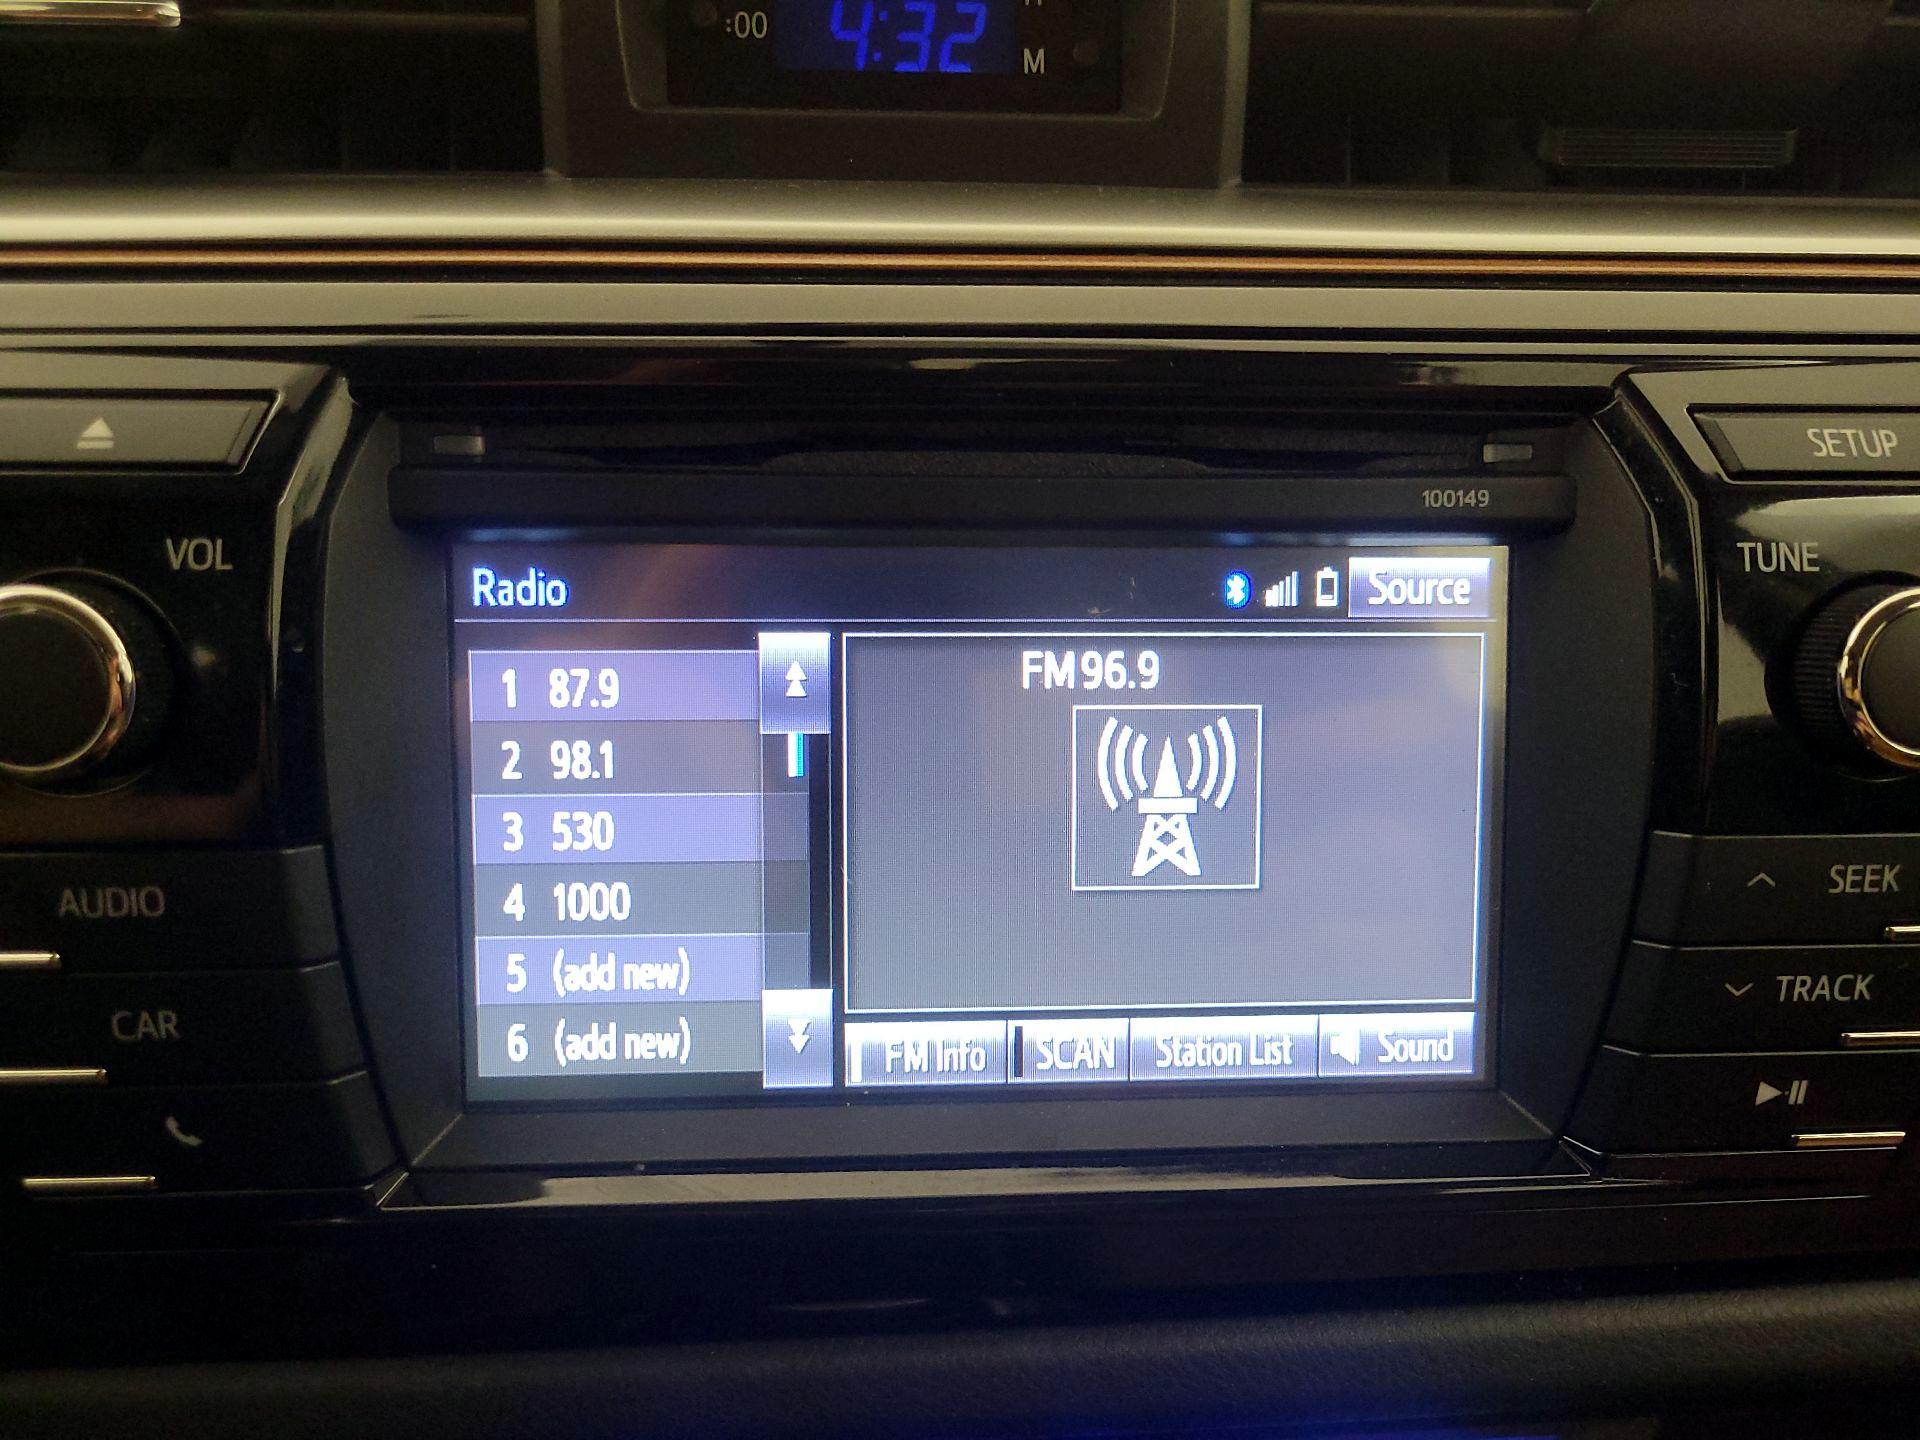 :00 4:32 M
100149
SETUP
VOL
TUNE
Radio Source
1 87.9
2 98.1
3 530
4 1000
5 (add new)
6 (add new)
FM 96.9
FM Info SCAN Station List Sound
AUDIO
CAR
SEEK
TRACK